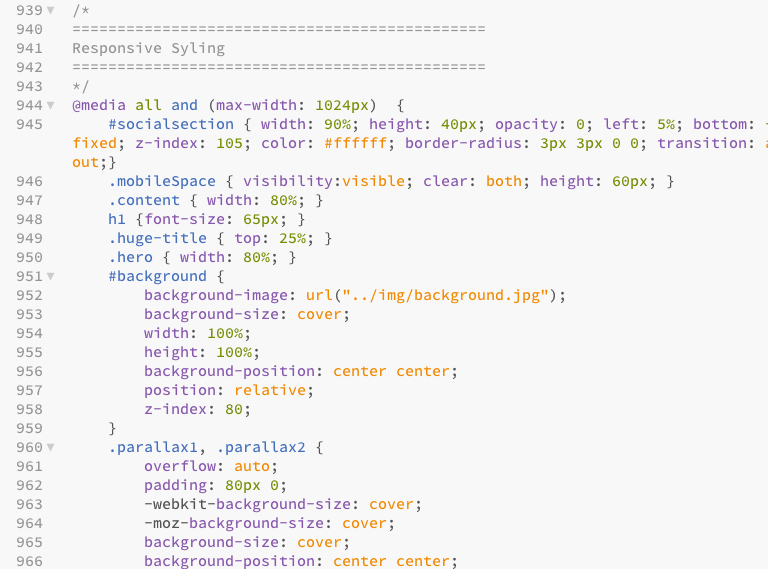 939 /*
940 ==============================================
941 Responsive Syling
942 ==============================================
943 */
944 @media all and (max-width: 1024px)  {
945 #socialsection { width: 90%; height: 40px; opacity: 0; left: 5%; bottom:
fixed; z-index: 105; color: #ffffff; border-radius: 3px 3px 0 0; transition:
out;}
946 .mobileSpace { visibility:visible; clear: both; height: 60px; }
947 .content { width: 80%; }
948 h1 {font-size: 65px; }
949 .huge-title { top: 25%; }
950 .hero { width: 80%; }
951 #background {
952 background-image: url("../img/background.jpg");
953 background-size: cover;
954 width: 100%;
955 height: 100%;
956 background-position: center center;
957 position: relative;
958 z-index: 80;
959 }
960 .parallax1, .parallax2 {
961 overflow: auto;
962 padding: 80px 0;
963 -webkit-background-size: cover;
964 -moz-background-size: cover;
965 background-size: cover;
966 background-position: center center;